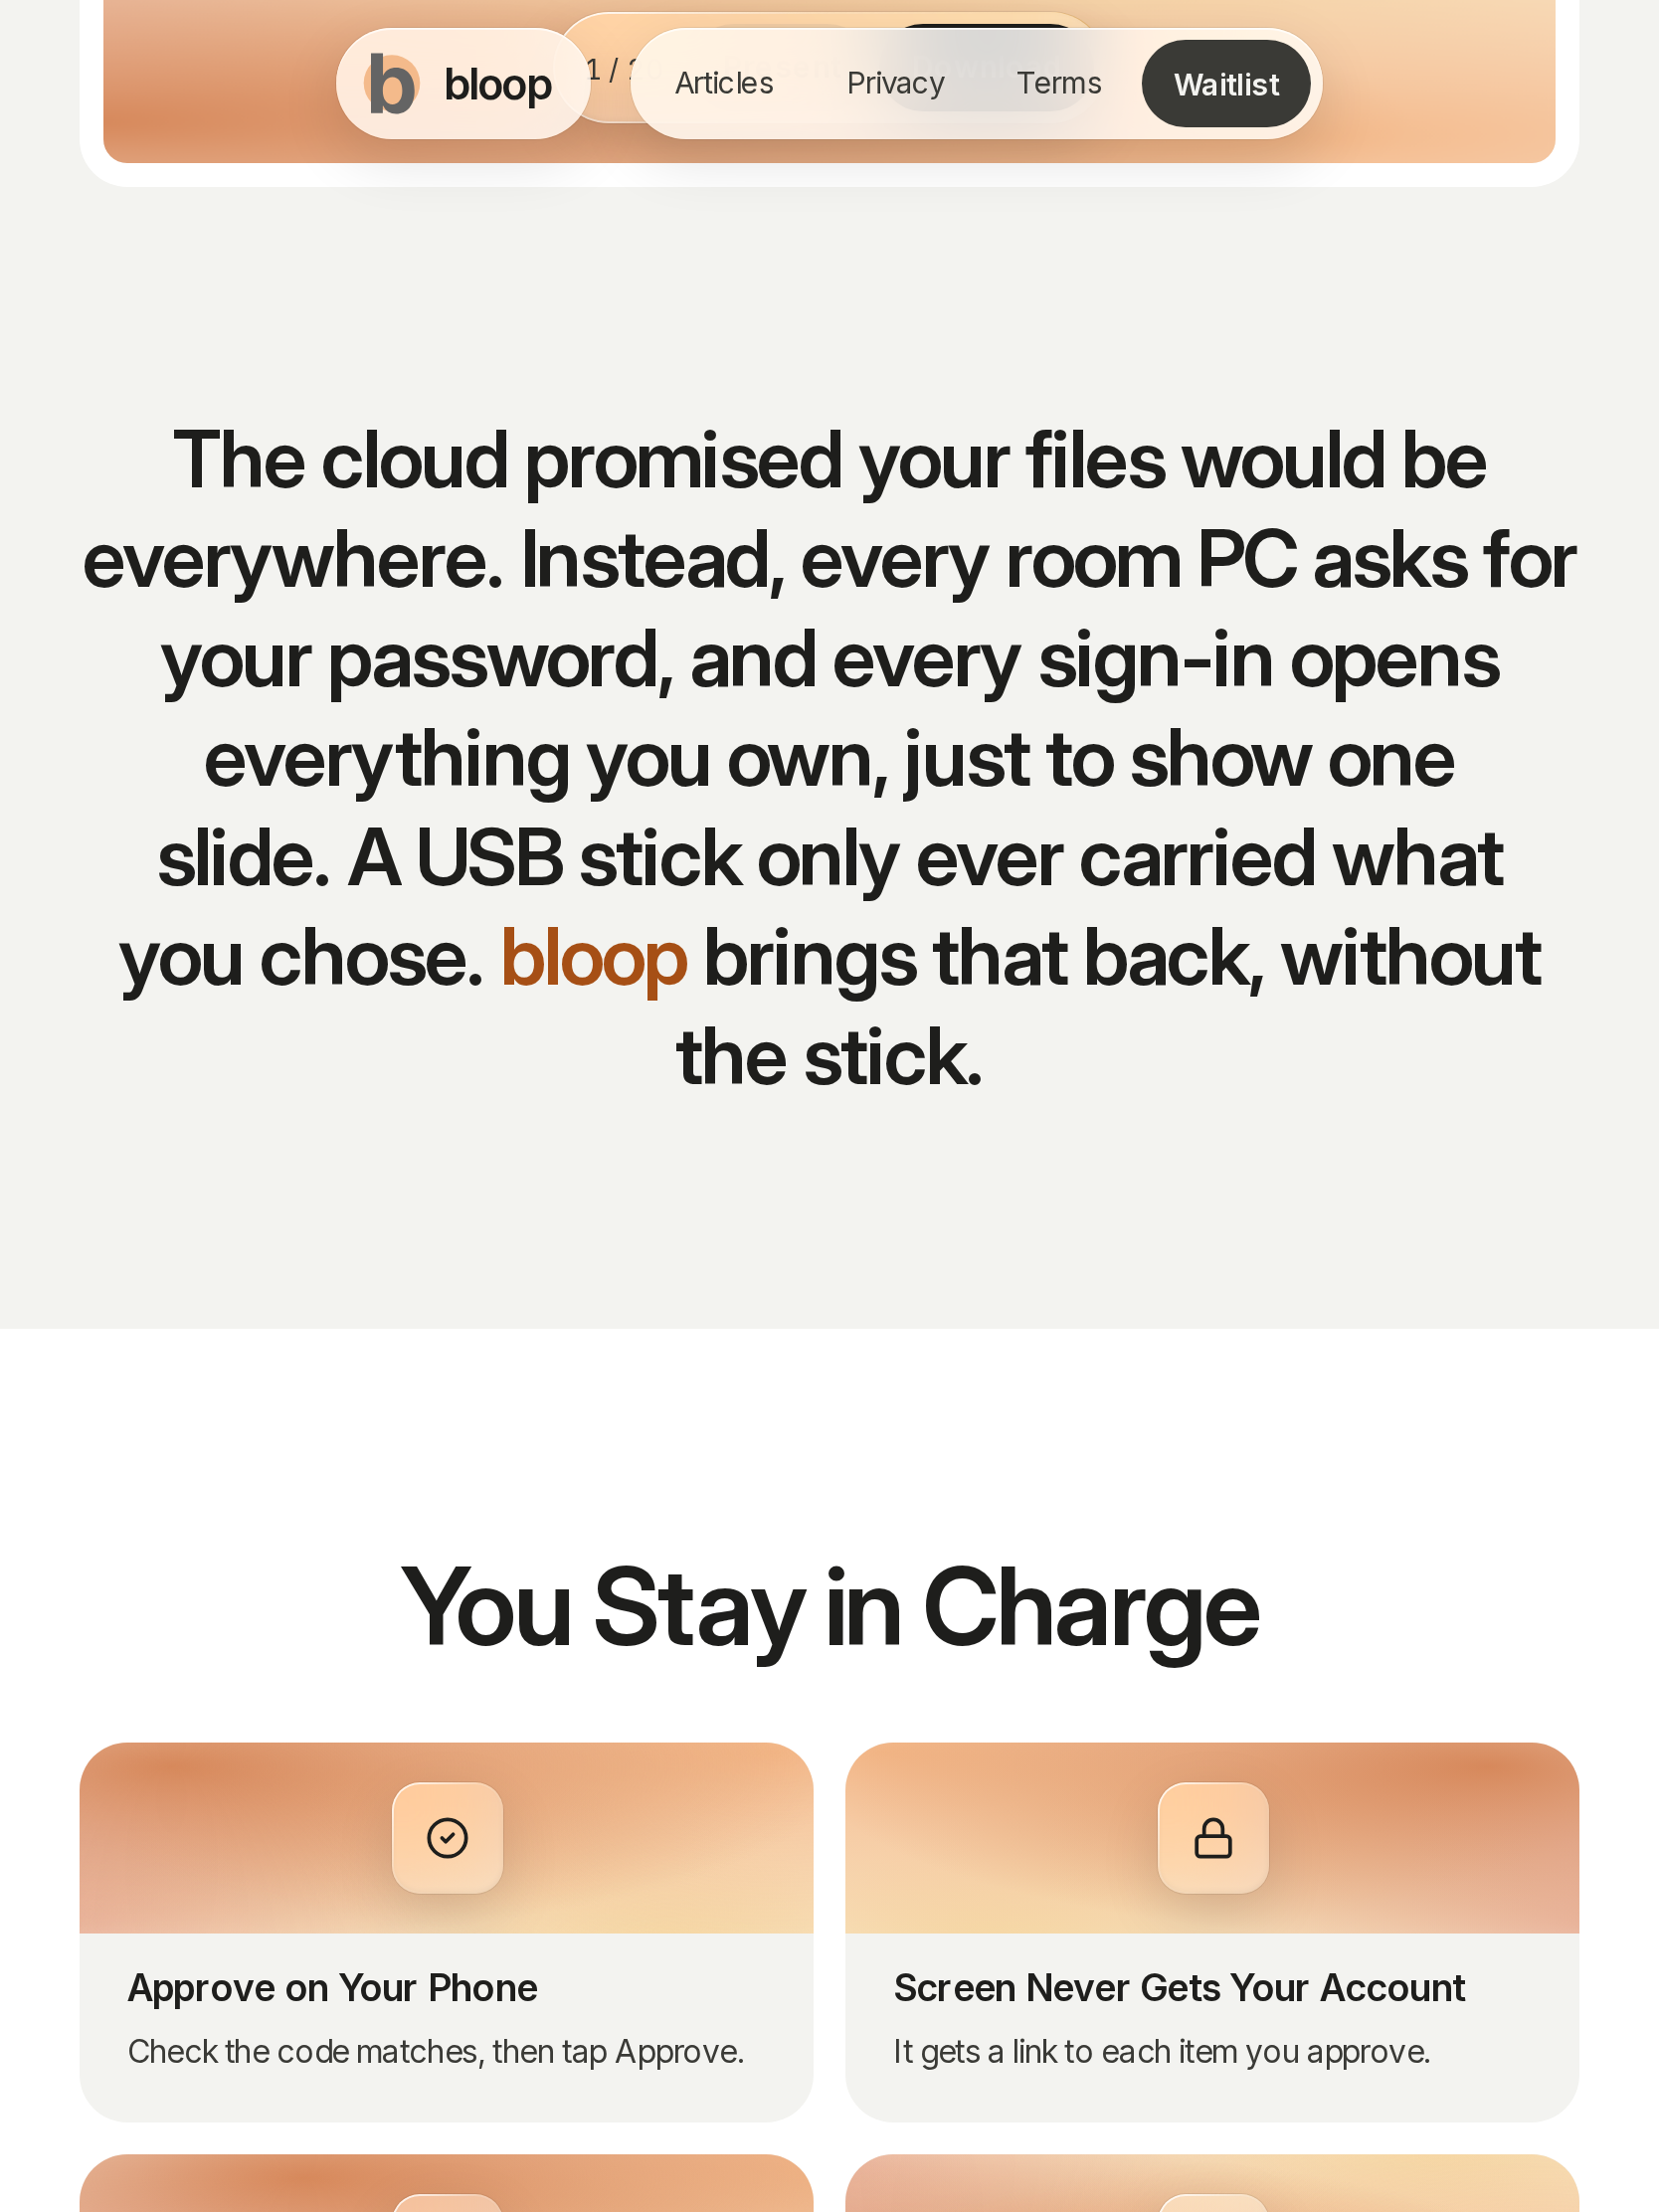 b bloop
1 /
Articles Privacy Terms Waitlist
The cloud promised your files would be
everywhere. Instead, every room PC asks for
your password, and every sign-in opens
everything you own, just to show one
slide. A USB stick only ever carried what
you chose. bloop brings that back, without
the stick.
You Stay in Charge
Approve on Your Phone
Check the code matches, then tap Approve.
Screen Never Gets Your Account
It gets a link to each item you approve.